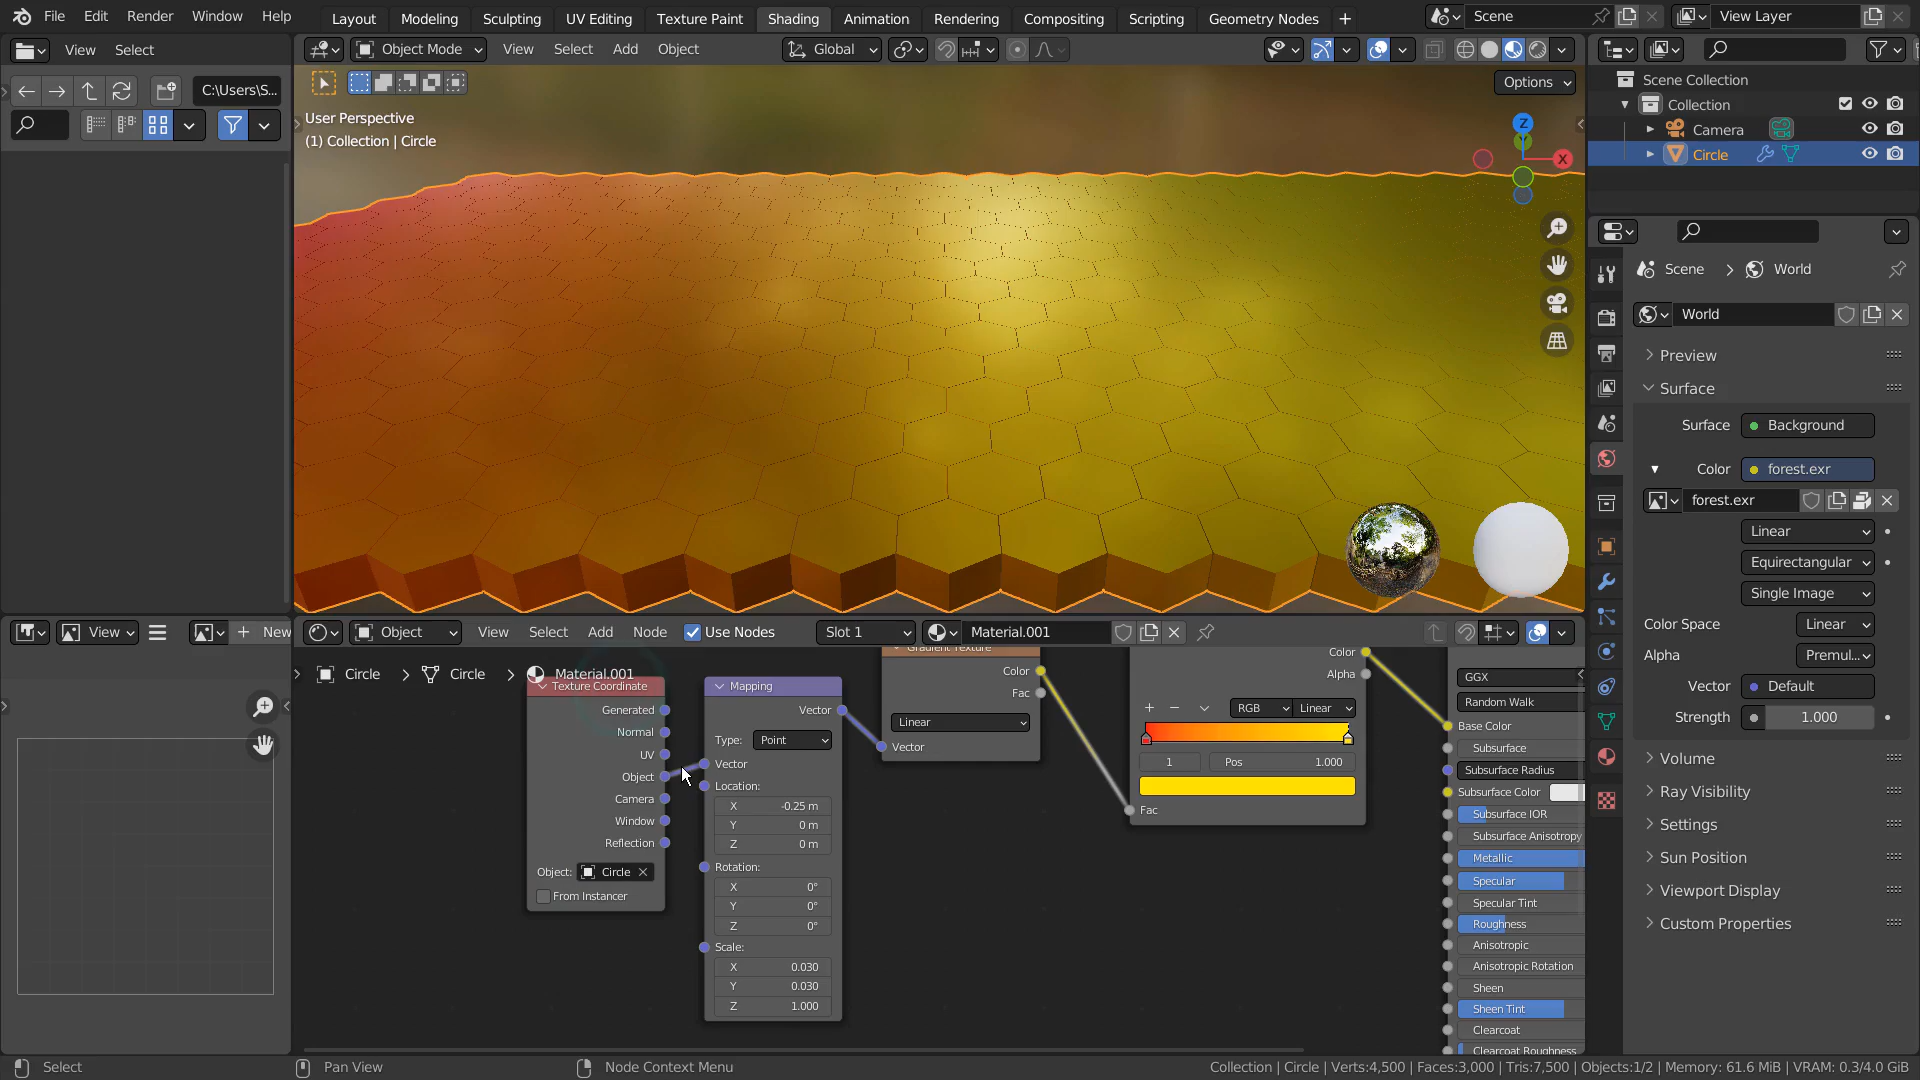 File Edit Render Window Help
Layout Modeling Sculpting UV Editing Texture Paint Shading Animation Rendering Compositing Scripting Geometry Nodes +
Scene
View Layer
View Select
Object Mode View Select Add Object
Global
C:\Users\S...
Options
User Perspective
(1) Collection | Circle
Z
X
Scene Collection
Collection
Camera
Circle
Scene > World
World
Preview
Surface
Surface Background
Color forest.exr
forest.exr
Linear
Equirectangular
Single Image
Color Space Linear
Alpha Premul...
Vector Default
Strength 1.000
Volume
Ray Visibility
Settings
Sun Position
Viewport Display
Custom Properties
View
+ New
Object View Select Add Node Use Nodes Slot 1 Material.001
Circle > Circle > Material.001
Texture Coordinate
Generated
Normal
UV
Object
Camera
Window
Reflection
Object: Circle
From Instancer
Mapping
Vector
Type: Point
Vector
Location:
X -0.25 m
Y 0 m
Z 0 m
Rotation:
X 0°
Y 0°
Z 0°
Scale:
X 0.030
Y 0.030
Z 1.000
Gradient Texture
Color
Fac
Linear
Vector
Color
Alpha
+ − RGB Linear
1 Pos 1.000
Fac
GGX
Random Walk
Base Color
Subsurface
Subsurface Radius
Subsurface Color
Subsurface IOR
Subsurface Anisotropy
Metallic
Specular
Specular Tint
Roughness
Anisotropic
Anisotropic Rotation
Sheen
Sheen Tint
Clearcoat
Clearcoat Roughness
Select Pan View Node Context Menu
Collection | Circle | Verts:4,500 | Faces:3,000 | Tris:7,500 | Objects:1/2 | Memory: 61.6 MiB | VRAM: 0.3/4.0 GiB